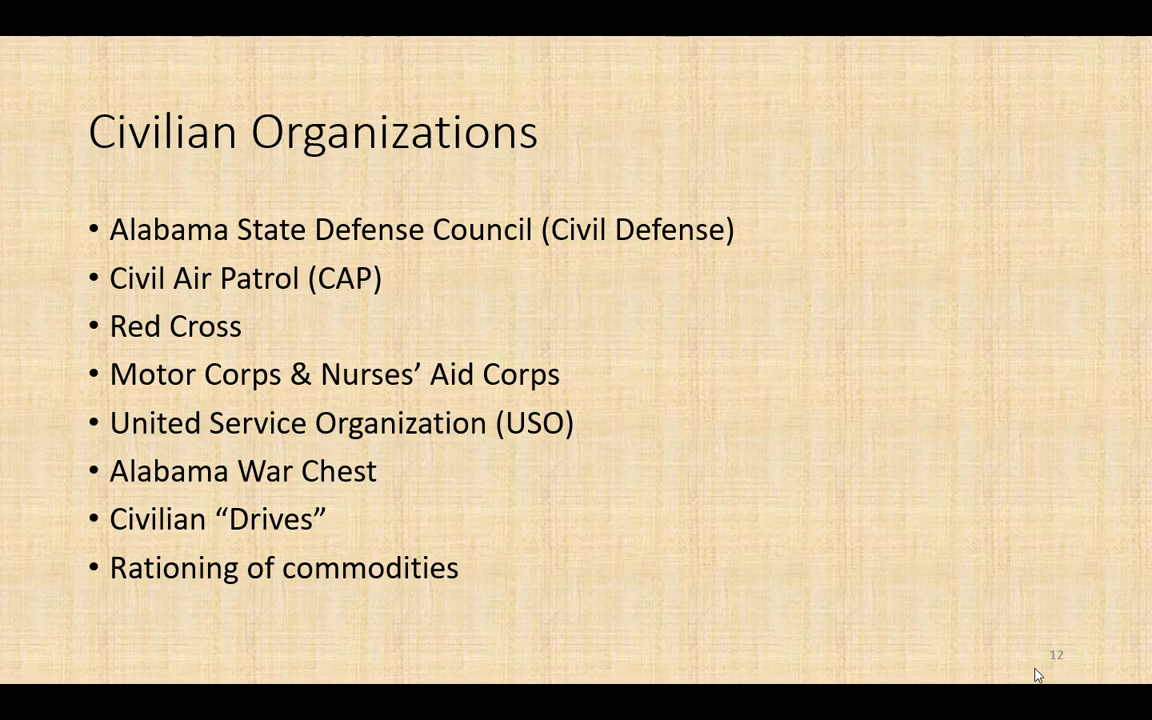 Civilian Organizations
• Alabama State Defense Council (Civil Defense)
• Civil Air Patrol (CAP)
• Red Cross
• Motor Corps & Nurses’ Aid Corps
• United Service Organization (USO)
• Alabama War Chest
• Civilian “Drives”
• Rationing of commodities
12